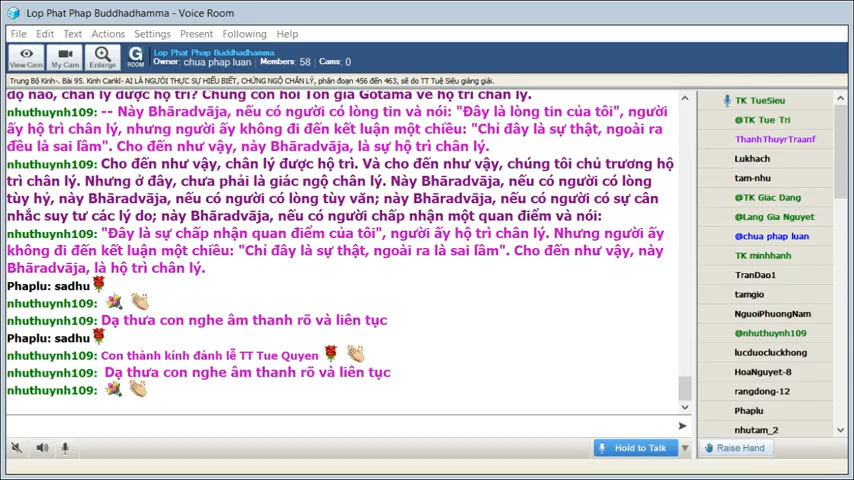 Lop Phat Phap Buddhadhamma - Voice Room
File Edit Text Actions Settings Present Following Help
View Cam My Cam Enlarge G ROOM
Lop Phat Phap Buddhadhamma
Owner: chua phap luan Members: 58 Cams: 0
Trung Bộ Kinh-. Bài 95. Kinh Canki- AI LÀ NGƯỜI THỰC SỰ HIỂU BIẾT, CHỨNG NGỘ CHÂN LÝ, phân đoạn 456 đến 463, sẽ do TT Tuệ Siêu giảng giải.
độ nào, chân lý được hộ trì? Chúng con hỏi Tôn giả Gotama về hộ trì chân lý.
nhuthuynh109: -- Này Bhāradvāja, nếu có người có lòng tin và nói: "Đây là lòng tin của tôi", người
ấy hộ trì chân lý, nhưng người ấy không đi đến kết luận một chiều: "Chỉ đây là sự thật, ngoài ra
đều là sai lầm". Cho đến như vậy, này Bhāradvāja, là sự hộ trì chân lý.
nhuthuynh109: Cho đến như vậy, chân lý được hộ trì. Và cho đến như vậy, chúng tôi chủ trương hộ
trì chân lý. Nhưng ở đây, chưa phải là giác ngộ chân lý. Này Bhāradvāja, nếu có người có lòng
tùy hỷ, này Bhāradvāja, nếu có người có lòng tùy văn; này Bhāradvāja, nếu có người có sự cân
nhắc suy tư các lý do; này Bhāradvāja, nếu có người chấp nhận một quan điểm và nói:
nhuthuynh109: "Đây là sự chấp nhận quan điểm của tôi", người ấy hộ trì chân lý. Nhưng người ấy
không đi đến kết luận một chiều: "Chỉ đây là sự thật, ngoài ra là sai lầm". Cho đến như vậy, này
Bhāradvāja, là hộ trì chân lý.
Phaplu: sadhu
nhuthuynh109:
nhuthuynh109: Dạ thưa con nghe âm thanh rõ và liên tục
Phaplu: sadhu
nhuthuynh109: Con thành kính đảnh lễ TT Tue Quyen
nhuthuynh109: Dạ thưa con nghe âm thanh rõ và liên tục
nhuthuynh109:
TK TueSieu
@TK Tue Tri
ThanhThuyrTraanf
Lukhach
tam-nhu
@TK Giac Dang
@Lang Gia Nguyet
@chua phap luan
TK minhhanh
TranDao1
tamgio
NguoiPhuongNam
@nhuthuynh109
lucduocluckhong
HoaNguyet-8
rangdong-12
Phaplu
nhutam_2
Hold to Talk
Raise Hand